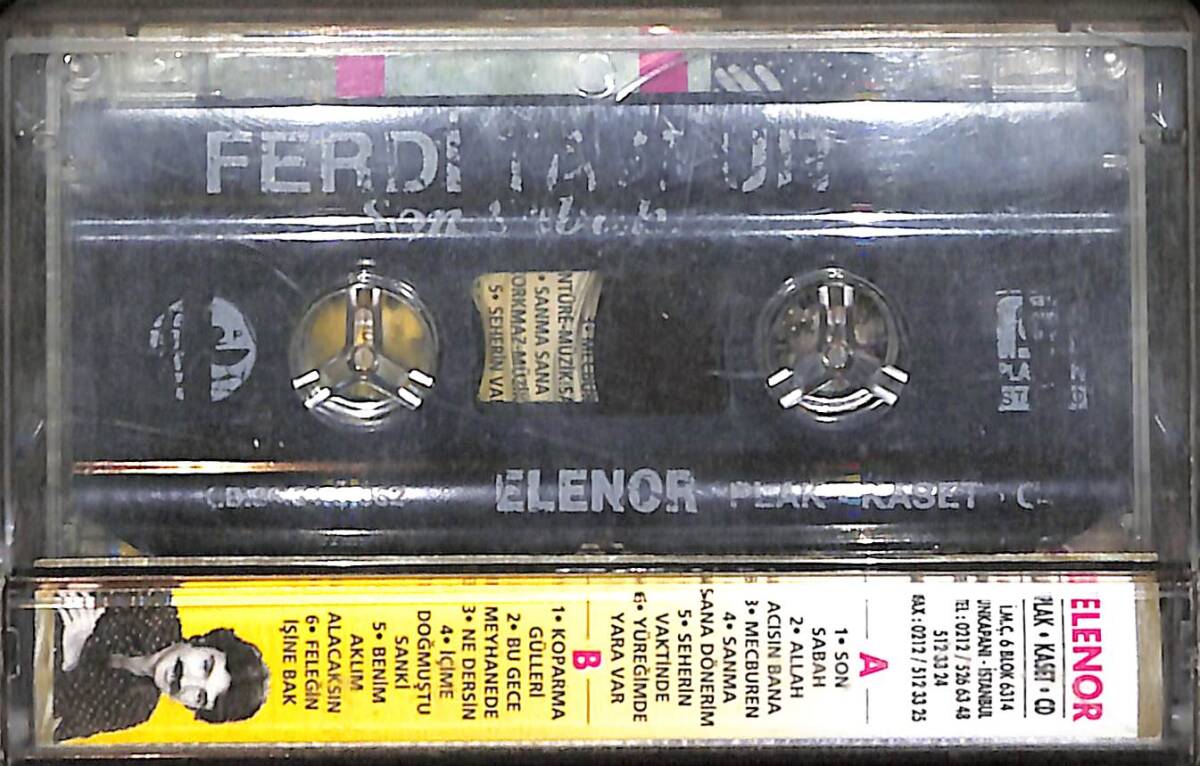 FERDİ
ELENOR
PLAK KASET
• SANMA SANA
5• SEHERİN VA
ELENOR
PLAK • KASET • CD
İ.M.Ç. 6 BLOK 6314
UNKAPANI - İSTANBUL
TEL : 0212 / 526 63 48
512 33 24
FAX : 0212 / 512 33 25
A
1• SON
SABAH
2• ALLAH
ACISIN BANA
3• MECBUREN
4• SANMA
SANA DÖNERİM
5• SEHERİN
VAKTİNDE
6• YÜREĞİMDE
YARA VAR
B
1• KOPARMA
GÜLLERİ
2• BU GECE
MEYHANEDE
3• NE DERSİN
4• İÇİME
DOĞMUŞTU
SANKİ
5• BENİM
AKLIM
ALACAKSIN
6• FELEĞİN
İŞİNE BAK